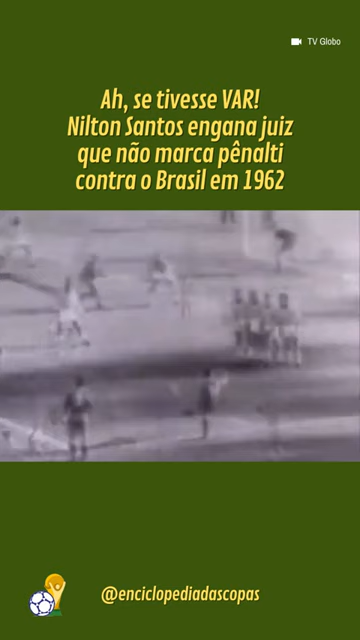 TV Globo
Ah, se tivesse VAR!
Nilton Santos engana juiz
que não marca pênalti
contra o Brasil em 1962
@enciclopediadascopas